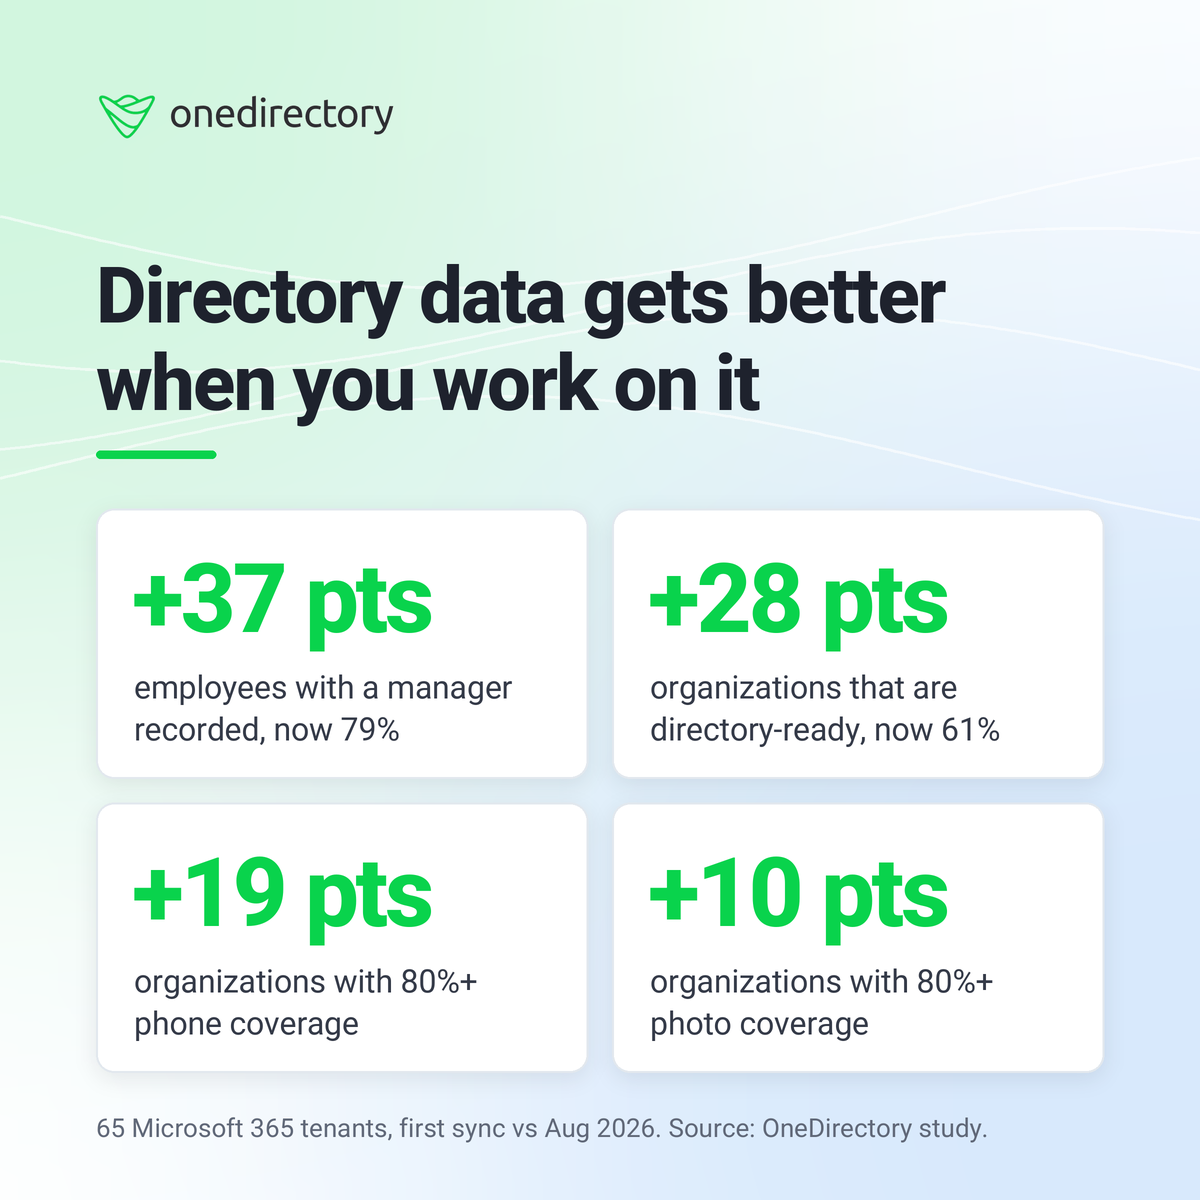 onedirectory
Directory data gets better
when you work on it
+37 pts
employees with a manager
recorded, now 79%
+28 pts
organizations that are
directory-ready, now 61%
+19 pts
organizations with 80%+
phone coverage
+10 pts
organizations with 80%+
photo coverage
65 Microsoft 365 tenants, first sync vs Aug 2026. Source: OneDirectory study.